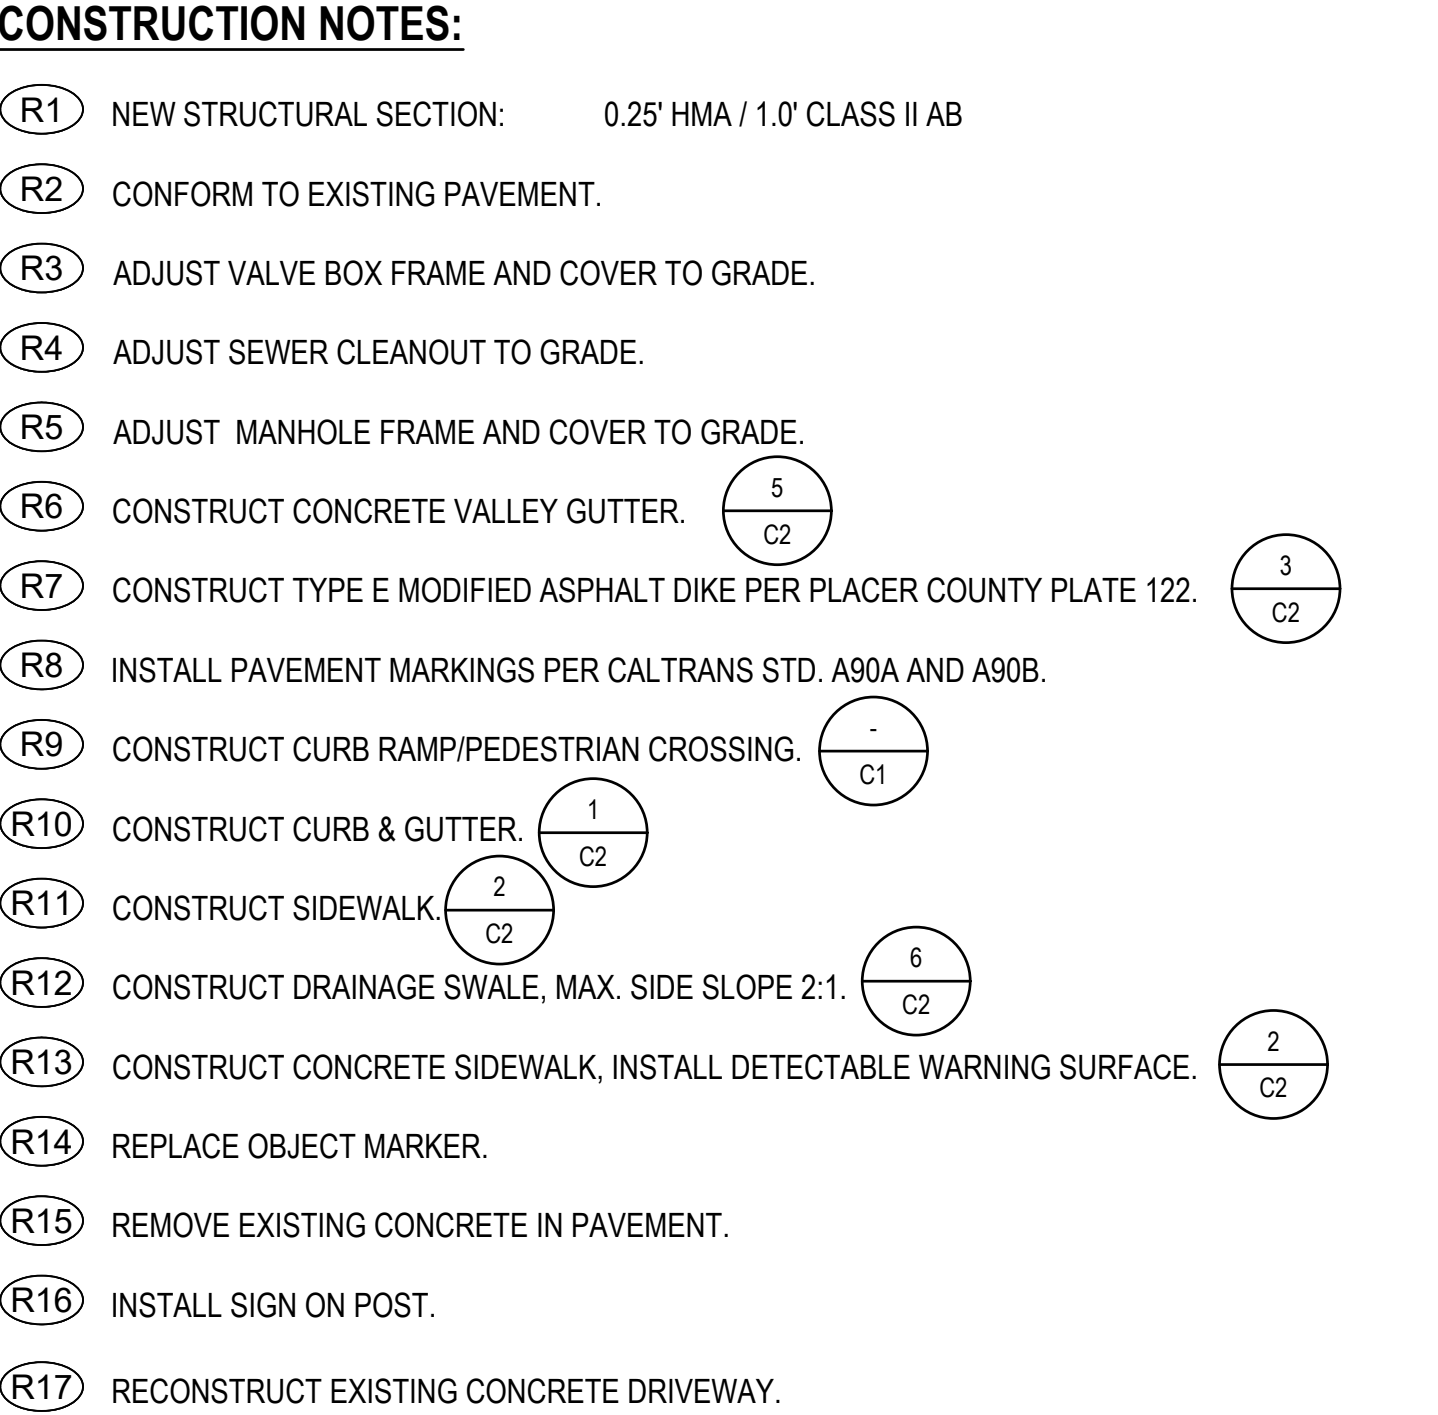 CONSTRUCTION NOTES:
R1 NEW STRUCTURAL SECTION: 0.25' HMA / 1.0' CLASS II AB
R2 CONFORM TO EXISTING PAVEMENT.
R3 ADJUST VALVE BOX FRAME AND COVER TO GRADE.
R4 ADJUST SEWER CLEANOUT TO GRADE.
R5 ADJUST MANHOLE FRAME AND COVER TO GRADE.
R6 CONSTRUCT CONCRETE VALLEY GUTTER.
5
C2
R7 CONSTRUCT TYPE E MODIFIED ASPHALT DIKE PER PLACER COUNTY PLATE 122.
3
C2
R8 INSTALL PAVEMENT MARKINGS PER CALTRANS STD. A90A AND A90B.
R9 CONSTRUCT CURB RAMP/PEDESTRIAN CROSSING.
-
C1
R10 CONSTRUCT CURB & GUTTER.
1
C2
R11 CONSTRUCT SIDEWALK.
2
C2
R12 CONSTRUCT DRAINAGE SWALE, MAX. SIDE SLOPE 2:1.
6
C2
R13 CONSTRUCT CONCRETE SIDEWALK, INSTALL DETECTABLE WARNING SURFACE.
2
C2
R14 REPLACE OBJECT MARKER.
R15 REMOVE EXISTING CONCRETE IN PAVEMENT.
R16 INSTALL SIGN ON POST.
R17 RECONSTRUCT EXISTING CONCRETE DRIVEWAY.